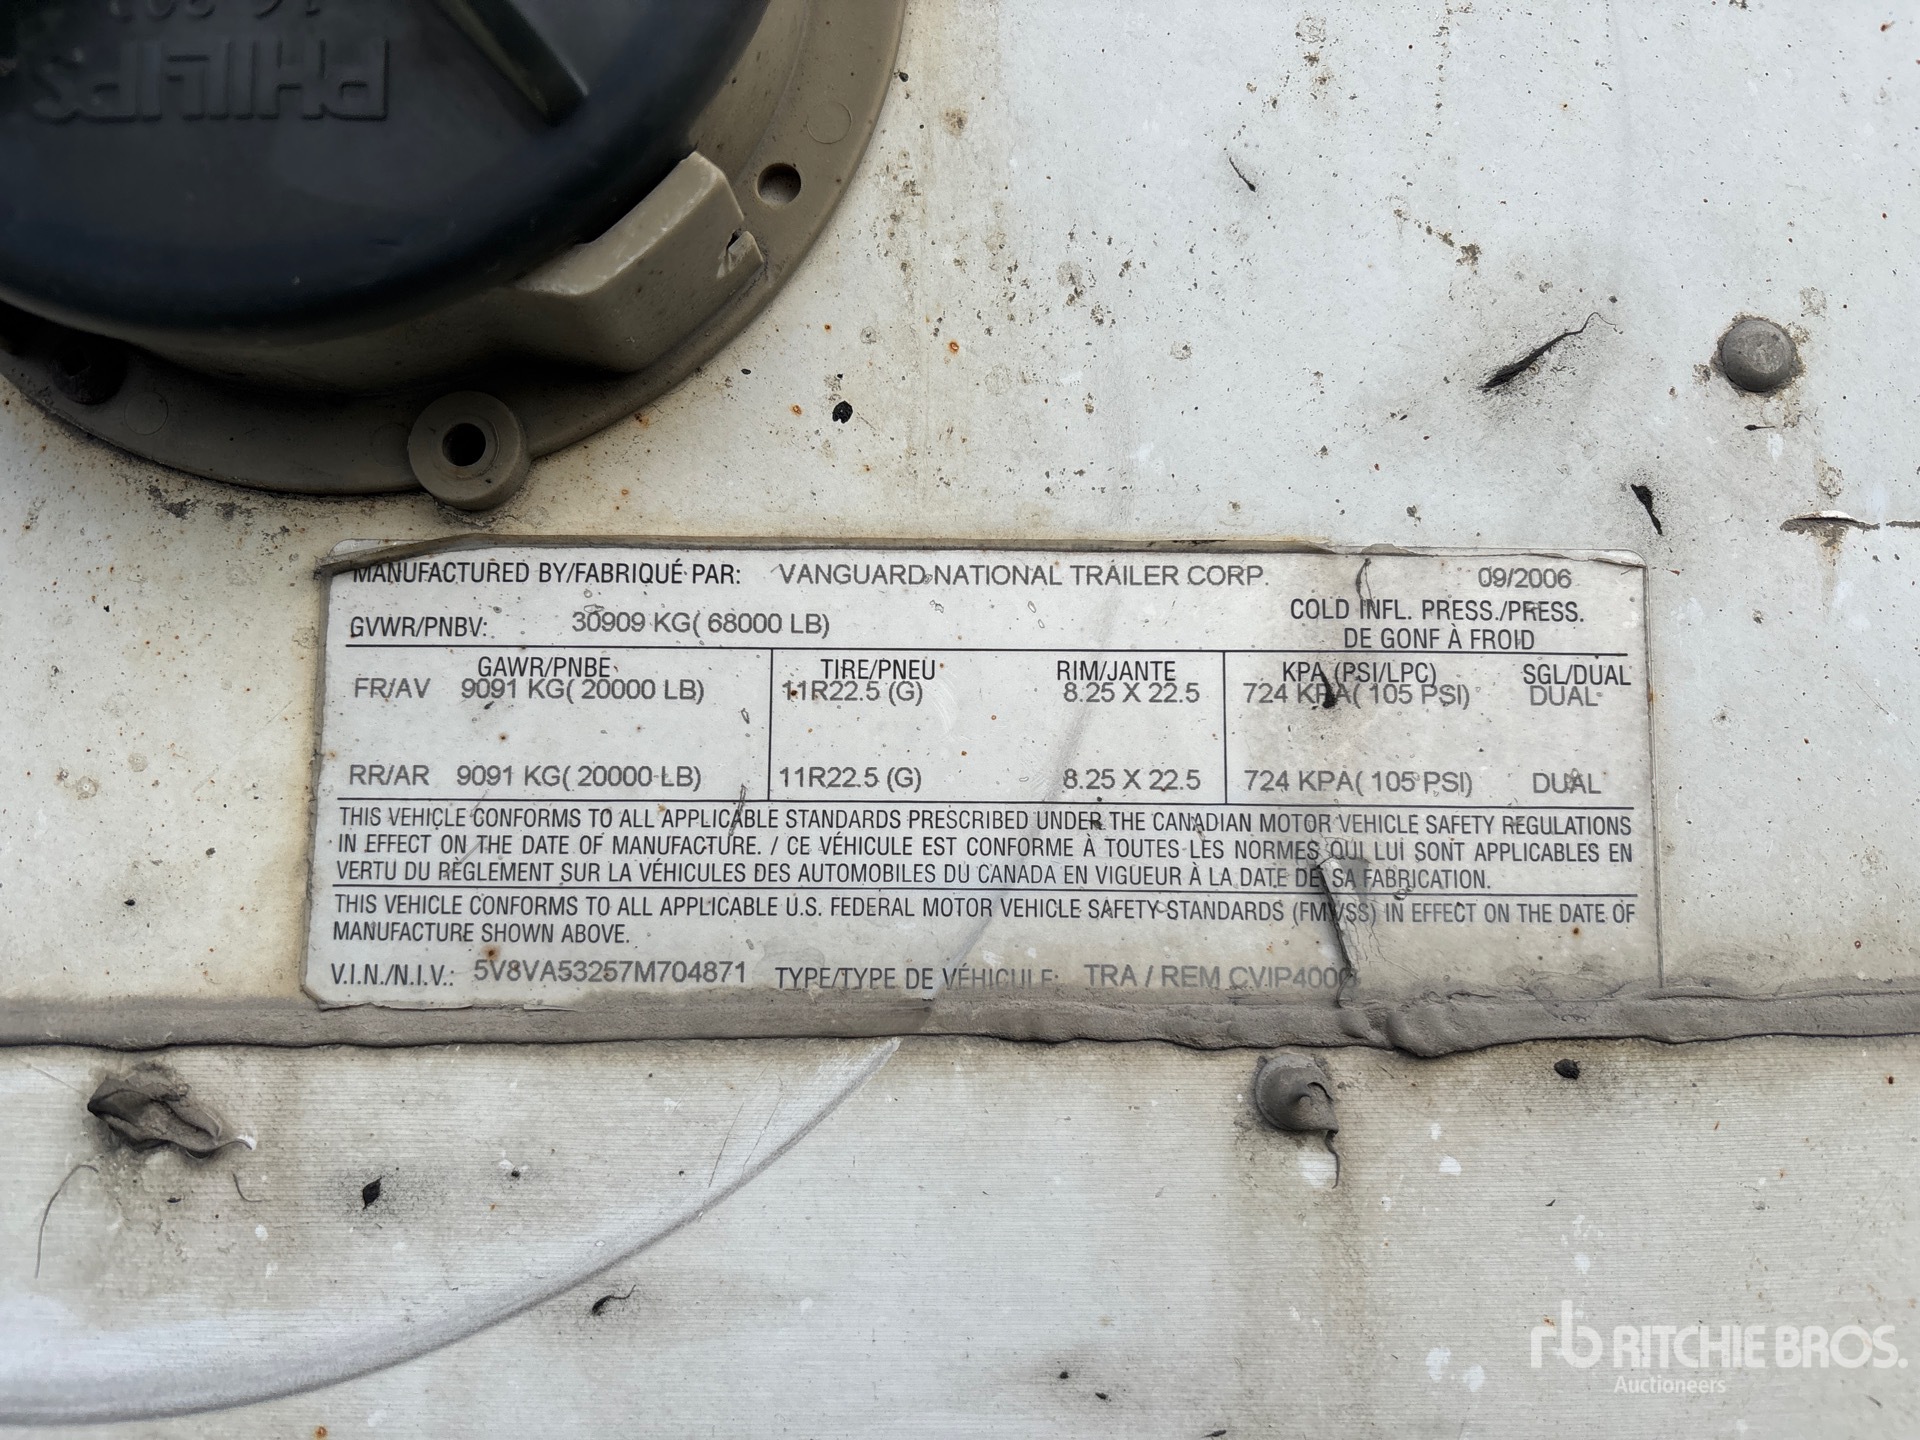 PHILIPS
MANUFACTURED BY/FABRIQUÉ PAR: VANGUARD NATIONAL TRAILER CORP. 09/2006
GVWR/PNBV: 30909 KG( 68000 LB)
COLD INFL. PRESS./PRESS.
DE GONF À FROID
GAWR/PNBE TIRE/PNEU RIM/JANTE KPA (PSI/LPC) SGL/DUAL
FR/AV 9091 KG( 20000 LB) 11R22.5 (G) 8.25 X 22.5 724 KPA( 105 PSI) DUAL
RR/AR 9091 KG( 20000 LB) 11R22.5 (G) 8.25 X 22.5 724 KPA( 105 PSI) DUAL
THIS VEHICLE CONFORMS TO ALL APPLICABLE STANDARDS PRESCRIBED UNDER THE CANADIAN MOTOR VEHICLE SAFETY REGULATIONS
IN EFFECT ON THE DATE OF MANUFACTURE. / CE VÉHICULE EST CONFORME À TOUTES LES NORMES QUI LUI SONT APPLICABLES EN
VERTU DU RÈGLEMENT SUR LA VÉHICULES DES AUTOMOBILES DU CANADA EN VIGUEUR À LA DATE DE SA FABRICATION.
THIS VEHICLE CONFORMS TO ALL APPLICABLE U.S. FEDERAL MOTOR VEHICLE SAFETY STANDARDS (FMVSS) IN EFFECT ON THE DATE OF
MANUFACTURE SHOWN ABOVE.
V.I.N./N.I.V.: 5V8VA53257M704871 TYPE/TYPE DE VÉHICULE: TRA / REM
rb RITCHIE BROS.
Auctioneers